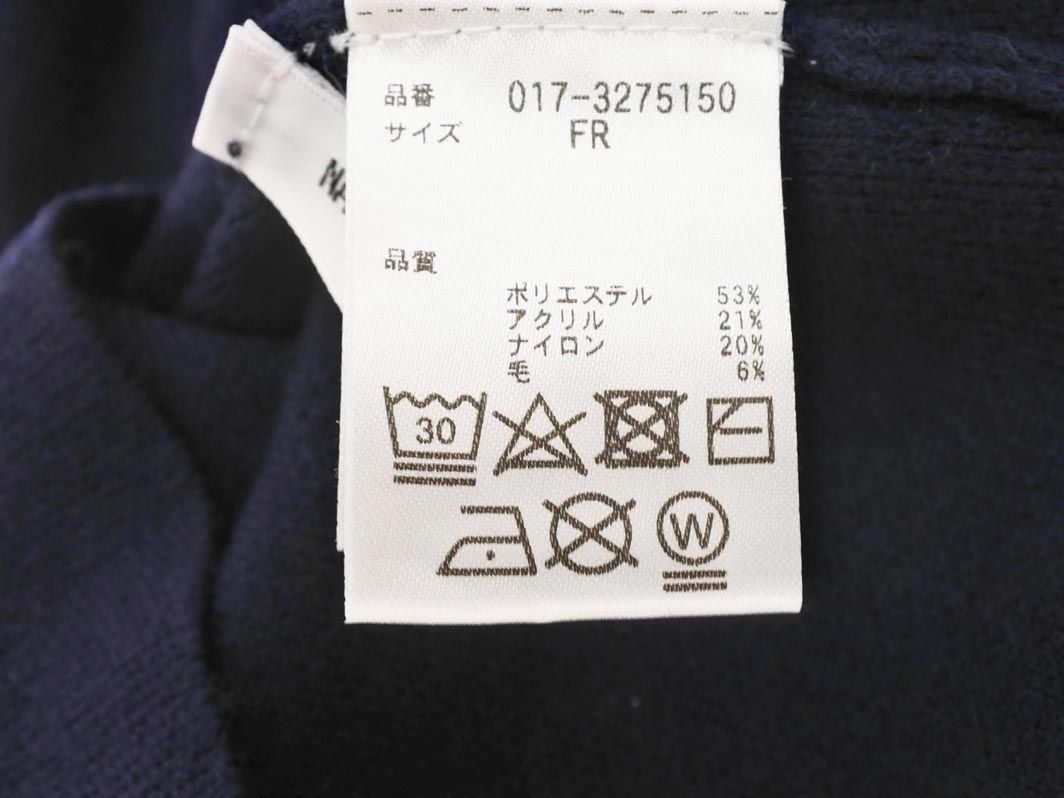 品番 017-3275150
サイズ FR
品質
ポリエステル 53%
アクリル 21%
ナイロン 20%
毛 6%
30
W